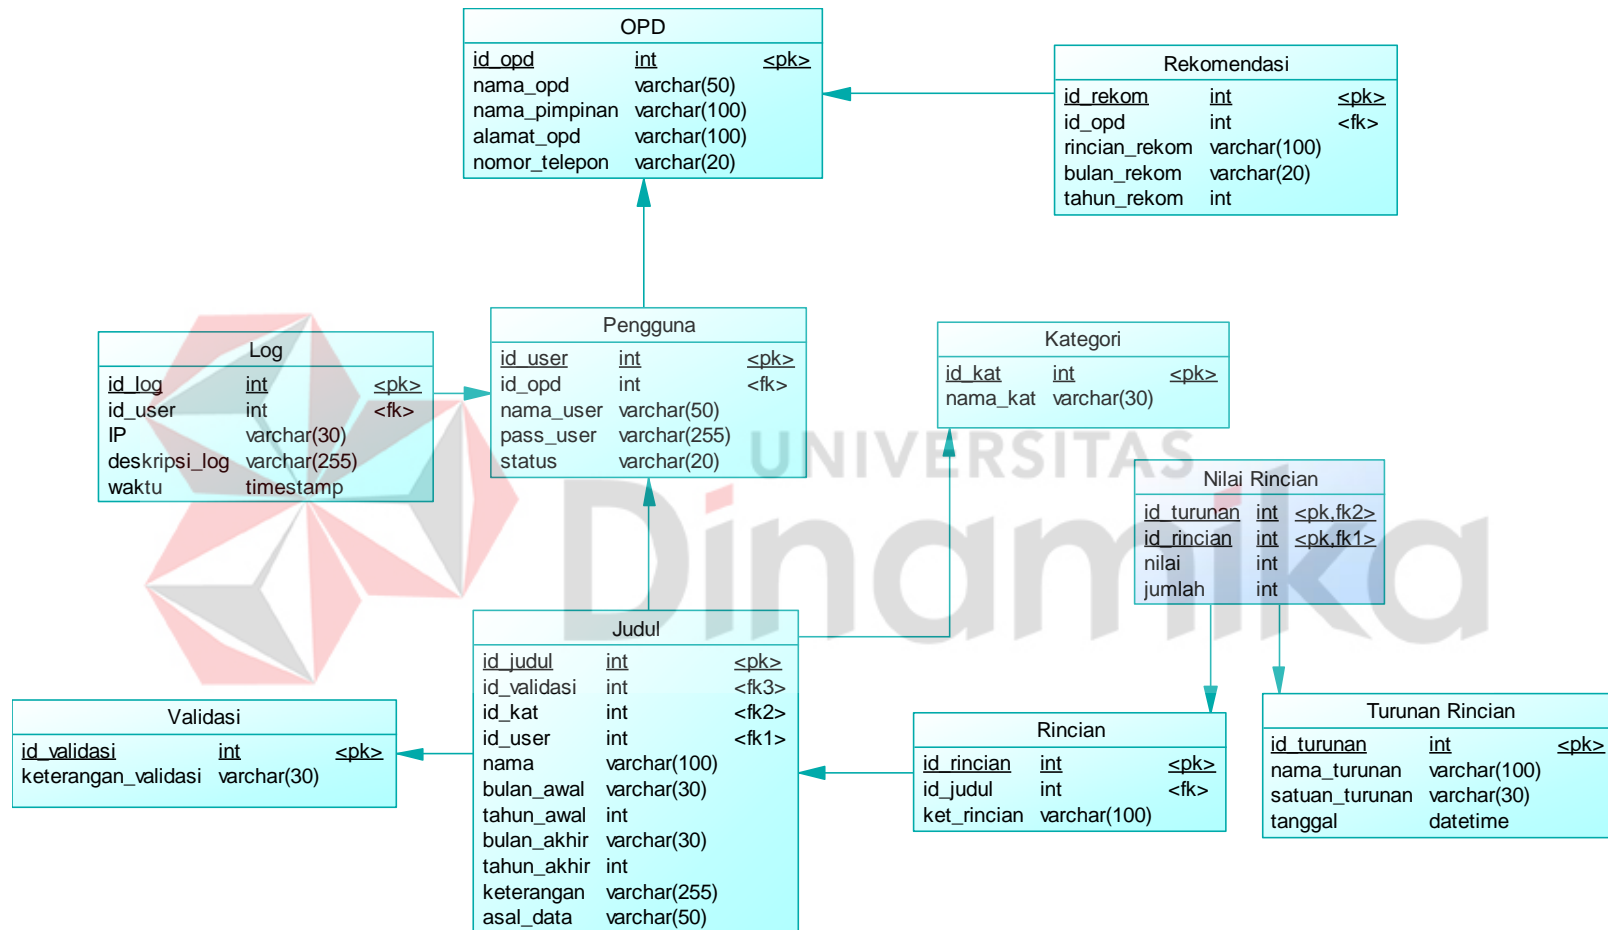 OPD
id_opd int <pk>
nama_opd varchar(50)
nama_pimpinan varchar(100)
alamat_opd varchar(100)
nomor_telepon varchar(20)
Rekomendasi
id_rekom int <pk>
id_opd int <fk>
rincian_rekom varchar(100)
bulan_rekom varchar(20)
tahun_rekom int
Log
id_log int <pk>
id_user int <fk>
IP varchar(30)
deskripsi_log varchar(255)
waktu timestamp
Pengguna
id_user int <pk>
id_opd int <fk>
nama_user varchar(50)
pass_user varchar(255)
status varchar(20)
Kategori
id_kat int <pk>
nama_kat varchar(30)
UNIVERSITAS
Dinamika
Nilai Rincian
id_turunan int <pk,fk2>
id_rincian int <pk,fk1>
nilai int
jumlah int
Judul
id_judul int <pk>
id_validasi int <fk3>
id_kat int <fk2>
id_user int <fk1>
nama varchar(100)
bulan_awal varchar(30)
tahun_awal int
bulan_akhir varchar(30)
tahun_akhir int
keterangan varchar(255)
asal_data varchar(50)
Validasi
id_validasi int <pk>
keterangan_validasi varchar(30)
Rincian
id_rincian int <pk>
id_judul int <fk>
ket_rincian varchar(100)
Turunan Rincian
id_turunan int <pk>
nama_turunan varchar(100)
satuan_turunan varchar(30)
tanggal datetime